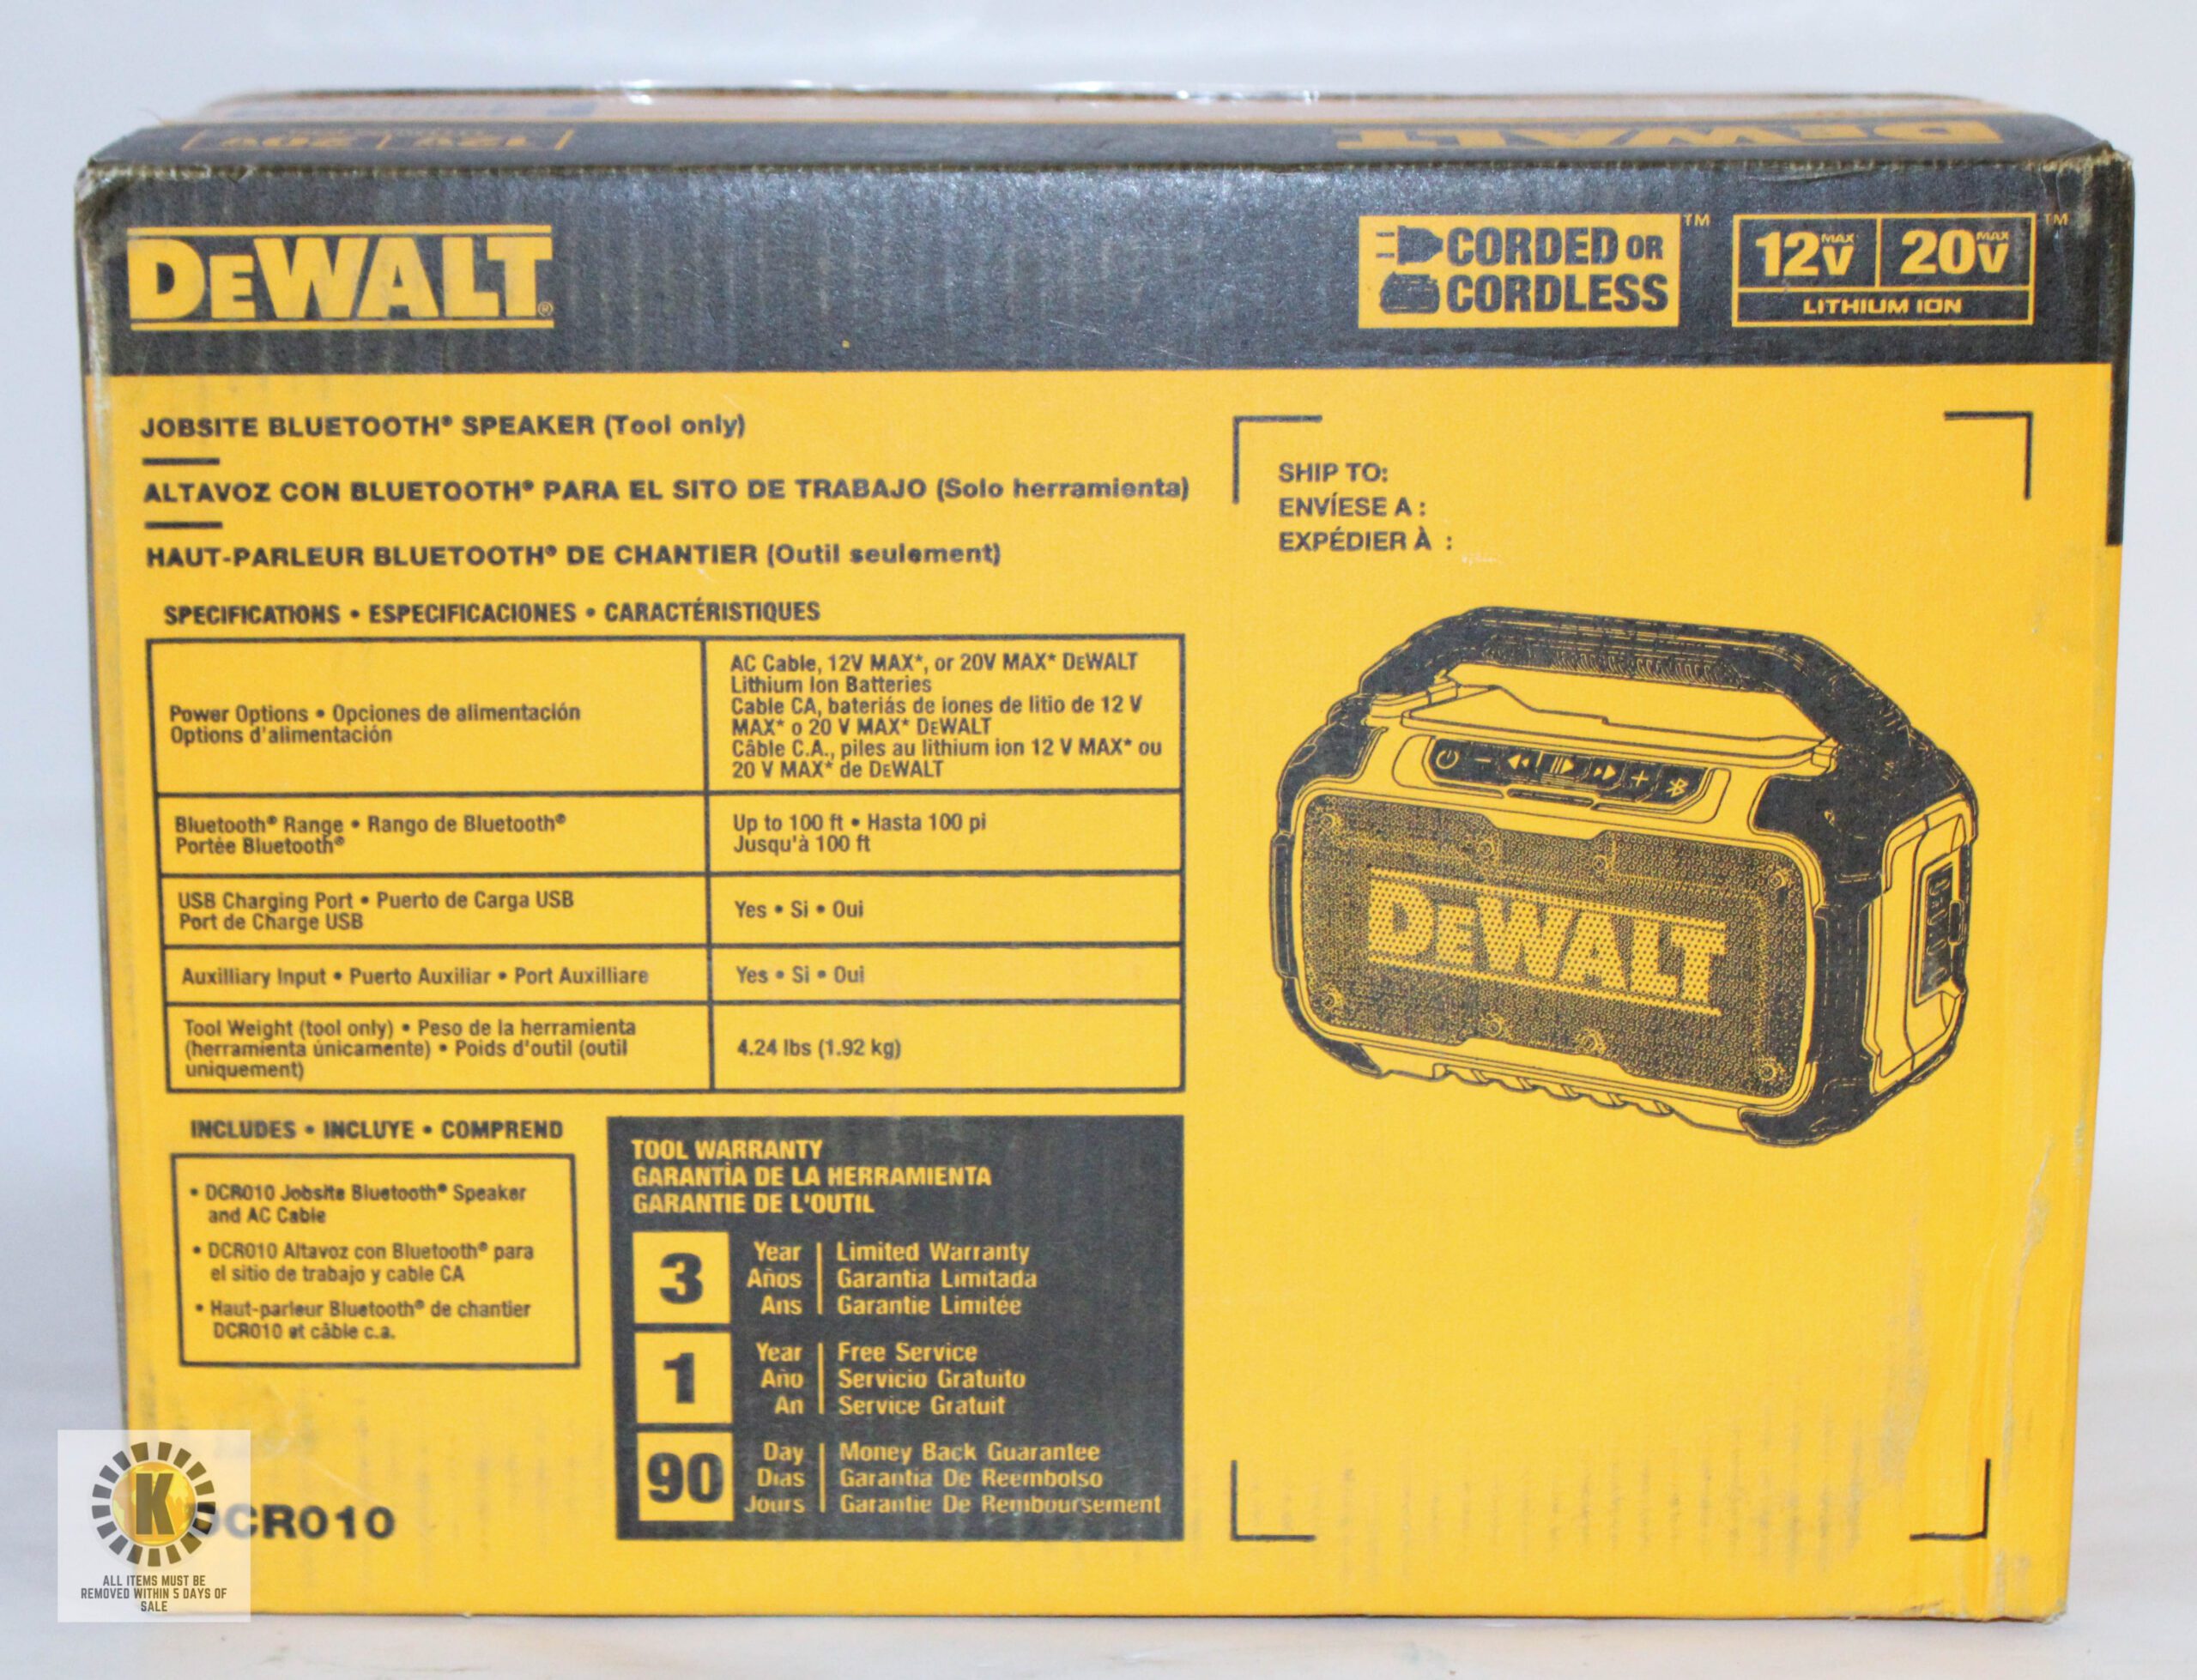 12V 20V
DEWALT
DEWALT®
CORDED OR
CORDLESS
™
12V MAX 20V MAX
™
LITHIUM ION
JOBSITE BLUETOOTH® SPEAKER (Tool only)
ALTAVOZ CON BLUETOOTH® PARA EL SITO DE TRABAJO (Solo herramienta)
HAUT-PARLEUR BLUETOOTH® DE CHANTIER (Outil seulement)
SHIP TO:
ENVÍESE A :
EXPÉDIER À :
SPECIFICATIONS • ESPECIFICACIONES • CARACTÉRISTIQUES
Power Options • Opciones de alimentación
Options d'alimentación
AC Cable, 12V MAX*, or 20V MAX* DEWALT
Lithium Ion Batteries
Cable CA, bateriás de iones de litio de 12 V
MAX* o 20 V MAX* DEWALT
Câble C.A., piles au lithium ion 12 V MAX* ou
20 V MAX* de DEWALT
Bluetooth® Range • Rango de Bluetooth®
Portée Bluetooth®
Up to 100 ft • Hasta 100 pi
Jusqu'à 100 ft
USB Charging Port • Puerto de Carga USB
Port de Charge USB
Yes • Si • Oui
Auxilliary Input • Puerto Auxiliar • Port Auxilliare
Yes • Si • Oui
Tool Weight (tool only) • Peso de la herramienta
(herramienta únicamente) • Poids d'outil (outil
uniquement)
4.24 lbs (1.92 kg)
DEWALT
DEWALT
INCLUDES • INCLUYE • COMPREND
• DCR010 Jobsite Bluetooth® Speaker
and AC Cable
• DCR010 Altavoz con Bluetooth® para
el sitio de trabajo y cable CA
• Haut-parleur Bluetooth® de chantier
DCR010 et câble c.a.
TOOL WARRANTY
GARANTÍA DE LA HERRAMIENTA
GARANTIE DE L'OUTIL
3
Year | Limited Warranty
Años | Garantia Limitada
Ans | Garantie Limitée
1
Year | Free Service
Año | Servicio Gratuito
An | Service Gratuit
90
Day | Money Back Guarantee
Dias | Garantia De Reembolso
Jours | Garantie De Remboursement
DCR010
K
ALL ITEMS MUST BE
REMOVED WITHIN 5 DAYS OF
SALE